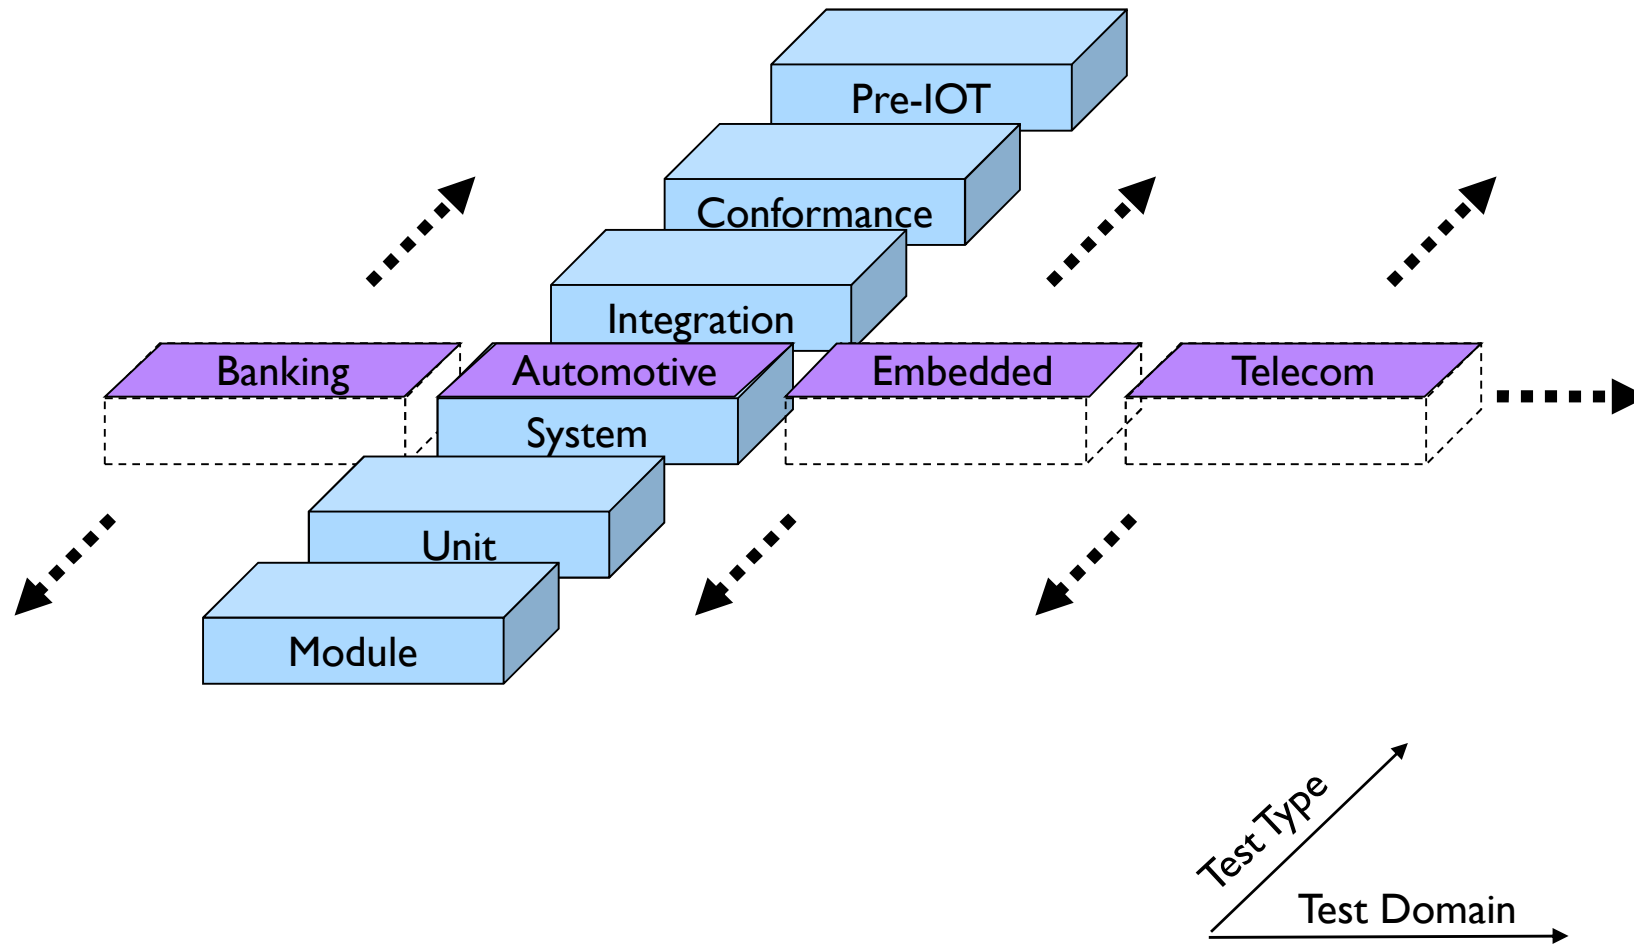 Pre-IOT
Conformance
Integration
Banking
Automotive
Embedded
Telecom
System
Unit
Module
Test Type
Test Domain